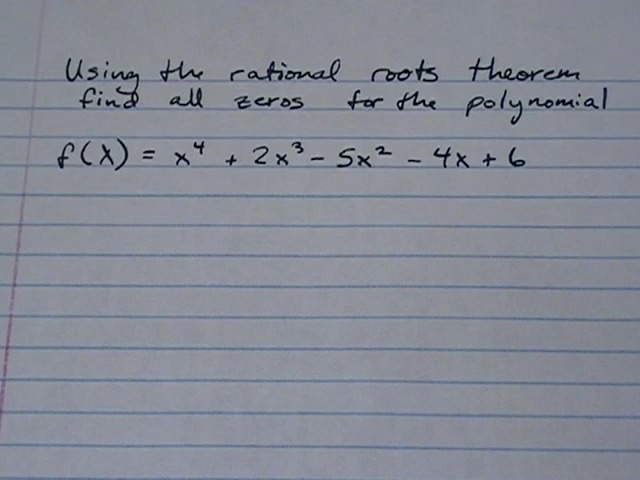 Using the rational roots theorem
find all zeros for the polynomial
f(x) = x⁴ + 2x³ - 5x² - 4x + 6